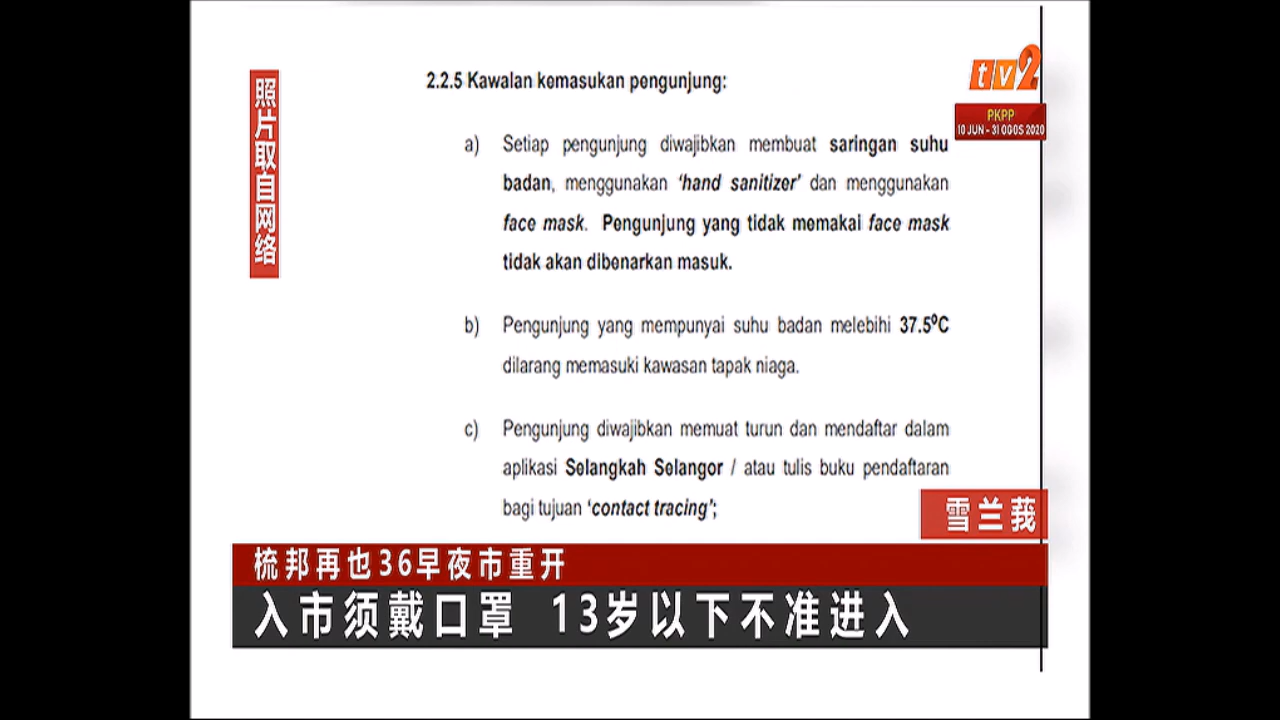 照片取自网络
2.2.5 Kawalan kemasukan pengunjung:
tv2
PKPP
10 JUN - 31 OGOS 2020
a) Setiap pengunjung diwajibkan membuat saringan suhu
badan, menggunakan ‘hand sanitizer’ dan menggunakan
face mask. Pengunjung yang tidak memakai face mask
tidak akan dibenarkan masuk.
b) Pengunjung yang mempunyai suhu badan melebihi 37.5⁰C
dilarang memasuki kawasan tapak niaga.
c) Pengunjung diwajibkan memuat turun dan mendaftar dalam
aplikasi Selangkah Selangor / atau tulis buku pendaftaran
bagi tujuan ‘contact tracing’;
雪兰莪
梳邦再也36早夜市重开
入市须戴口罩 13岁以下不准进入